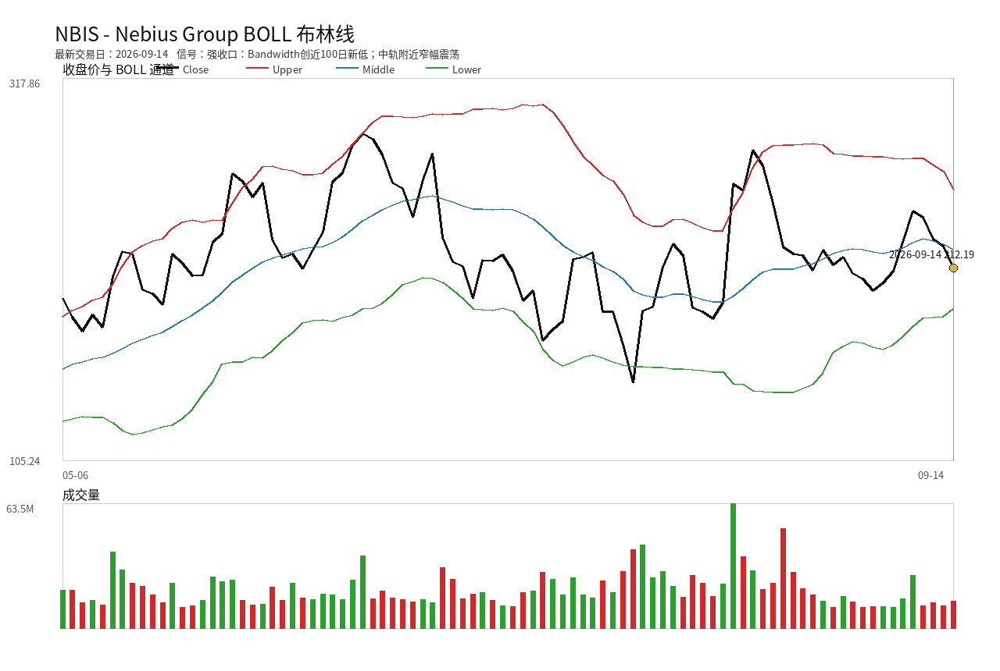 NBIS - Nebius Group BOLL 布林线
最新交易日：2026-09-14 信号：强收口：Bandwidth创近100日新低；中轨附近窄幅震荡
收盘价与 BOLL 通道 Close Upper Middle Lower
317.86
2026-09-14 212.19
105.24
05-06 09-14
成交量
63.5M